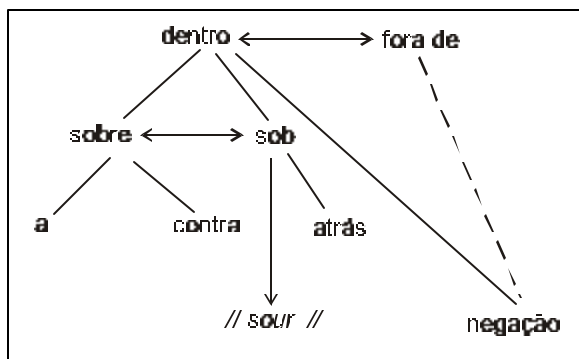 dentro fora de
sobre sob
a contra atrás
// sour // negação